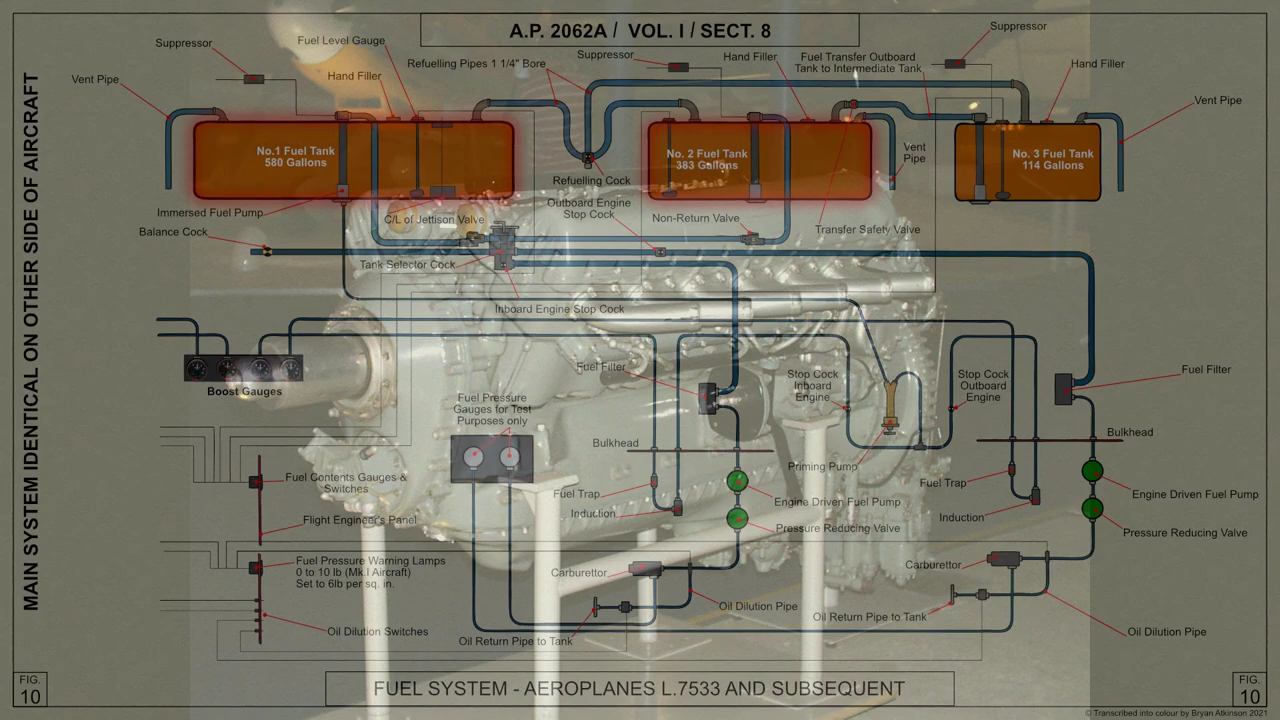 A.P. 2062A / VOL. I / SECT. 8
MAIN SYSTEM IDENTICAL ON OTHER SIDE OF AIRCRAFT
Suppressor
Fuel Level Gauge
Hand Filler
Vent Pipe
Refuelling Pipes 1 1/4" Bore
Suppressor
Hand Filler
Fuel Transfer Outboard
Tank to Intermediate Tank
Suppressor
Hand Filler
Vent Pipe
No.1 Fuel Tank
580 Gallons
No. 2 Fuel Tank
383 Gallons
Vent
Pipe
No. 3 Fuel Tank
114 Gallons
Refuelling Cock
Immersed Fuel Pump
C/L of Jettison Valve
Outboard Engine
Stop Cock
Non-Return Valve
Transfer Safety Valve
Balance Cock
Tank Selector Cock
Inboard Engine Stop Cock
Boost Gauges
Fuel Filter
Stop Cock
Inboard
Engine
Stop Cock
Outboard
Engine
Fuel Filter
Fuel Pressure
Gauges for Test
Purposes only
Bulkhead
Bulkhead
Priming Pump
Fuel Contents Gauges &
Switches
Fuel Trap
Engine Driven Fuel Pump
Fuel Trap
Engine Driven Fuel Pump
Induction
Induction
Flight Engineer's Panel
Pressure Reducing Valve
Pressure Reducing Valve
Fuel Pressure Warning Lamps
0 to 10 lb (Mk.I Aircraft)
Set to 6lb per sq. in.
Carburettor
Carburettor
Oil Dilution Pipe
Oil Return Pipe to Tank
Oil Dilution Switches
Oil Return Pipe to Tank
Oil Dilution Pipe
FIG.
10
FUEL SYSTEM - AEROPLANES L.7533 AND SUBSEQUENT
FIG.
10
© Transcribed into colour by Bryan Atkinson 2021